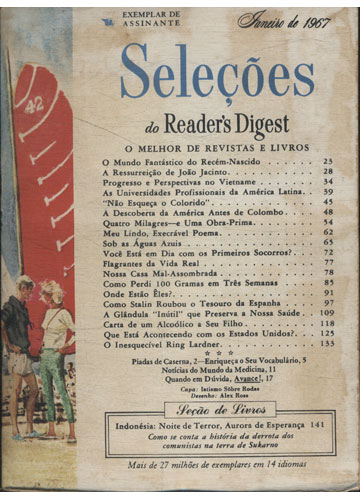 EXEMPLAR DE
ASSINANTE
Janeiro de 1967
42
Seleções
do Reader's Digest
O MELHOR DE REVISTAS E LIVROS
O Mundo Fantástico do Recém-Nascido . . . . . . 23
A Ressurreição de João Jacinto . . . . . . . . . 28
Progresso e Perspectivas no Vietname . . . . . . 34
As Universidades Profissionais da América Latina . . 39
"Não Esqueça o Colorido" . . . . . . . . . . . 45
A Descoberta da América Antes de Colombo . . . . 48
Quatro Milagres—e Uma Obra-Prima . . . . . . . 54
Meu Lindo, Execrável Poema . . . . . . . . . . 62
Sob as Águas Azuis . . . . . . . . . . . . . . 65
Você Está em Dia com os Primeiros Socorros? . . . 72
Flagrantes da Vida Real . . . . . . . . . . . . 77
Nossa Casa Mal-Assombrada . . . . . . . . . . 78
Como Perdi 100 Gramas em Três Semanas . . . . 85
Onde Estão Êles? . . . . . . . . . . . . . . . 91
Como Stalin Roubou o Tesouro da Espanha . . . . 97
A Glândula "Inútil" que Preserva a Nossa Saúde . . 109
Carta de um Alcoólico a Seu Filho . . . . . . . . 118
Que Está Acontecendo com os Estados Unidos? . . . 125
O Inesquecível Ring Lardner . . . . . . . . . . 133
* * *
Piadas de Caserna, 2—Enriqueça o Seu Vocabulário, 5
Notícias do Mundo da Medicina, 11
Quando em Dúvida, Avance!, 17
Capa: Iatismo Sôbre Rodas
Desenho: Alex Ross
Seção de Livros
Indonésia: Noite de Terror, Aurora de Esperança 141
Como se conta a história da derrota dos
comunistas na terra de Sukarno
Mais de 27 milhões de exemplares em 14 idiomas